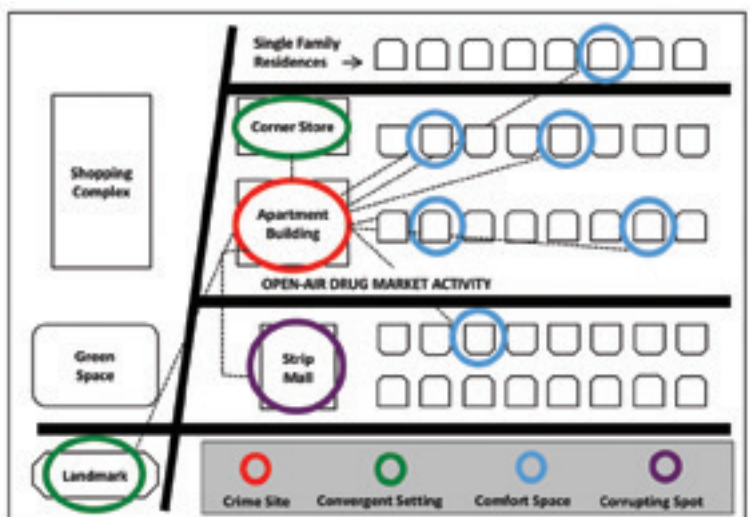 Single Family
Residences →
Corner Store
Shopping
Complex
Apartment
Building
OPEN-AIR DRUG MARKET ACTIVITY
Green
Space
Strip
Mall
Landmark
Crime Site
Convergent Setting
Comfort Space
Corrupting Spot